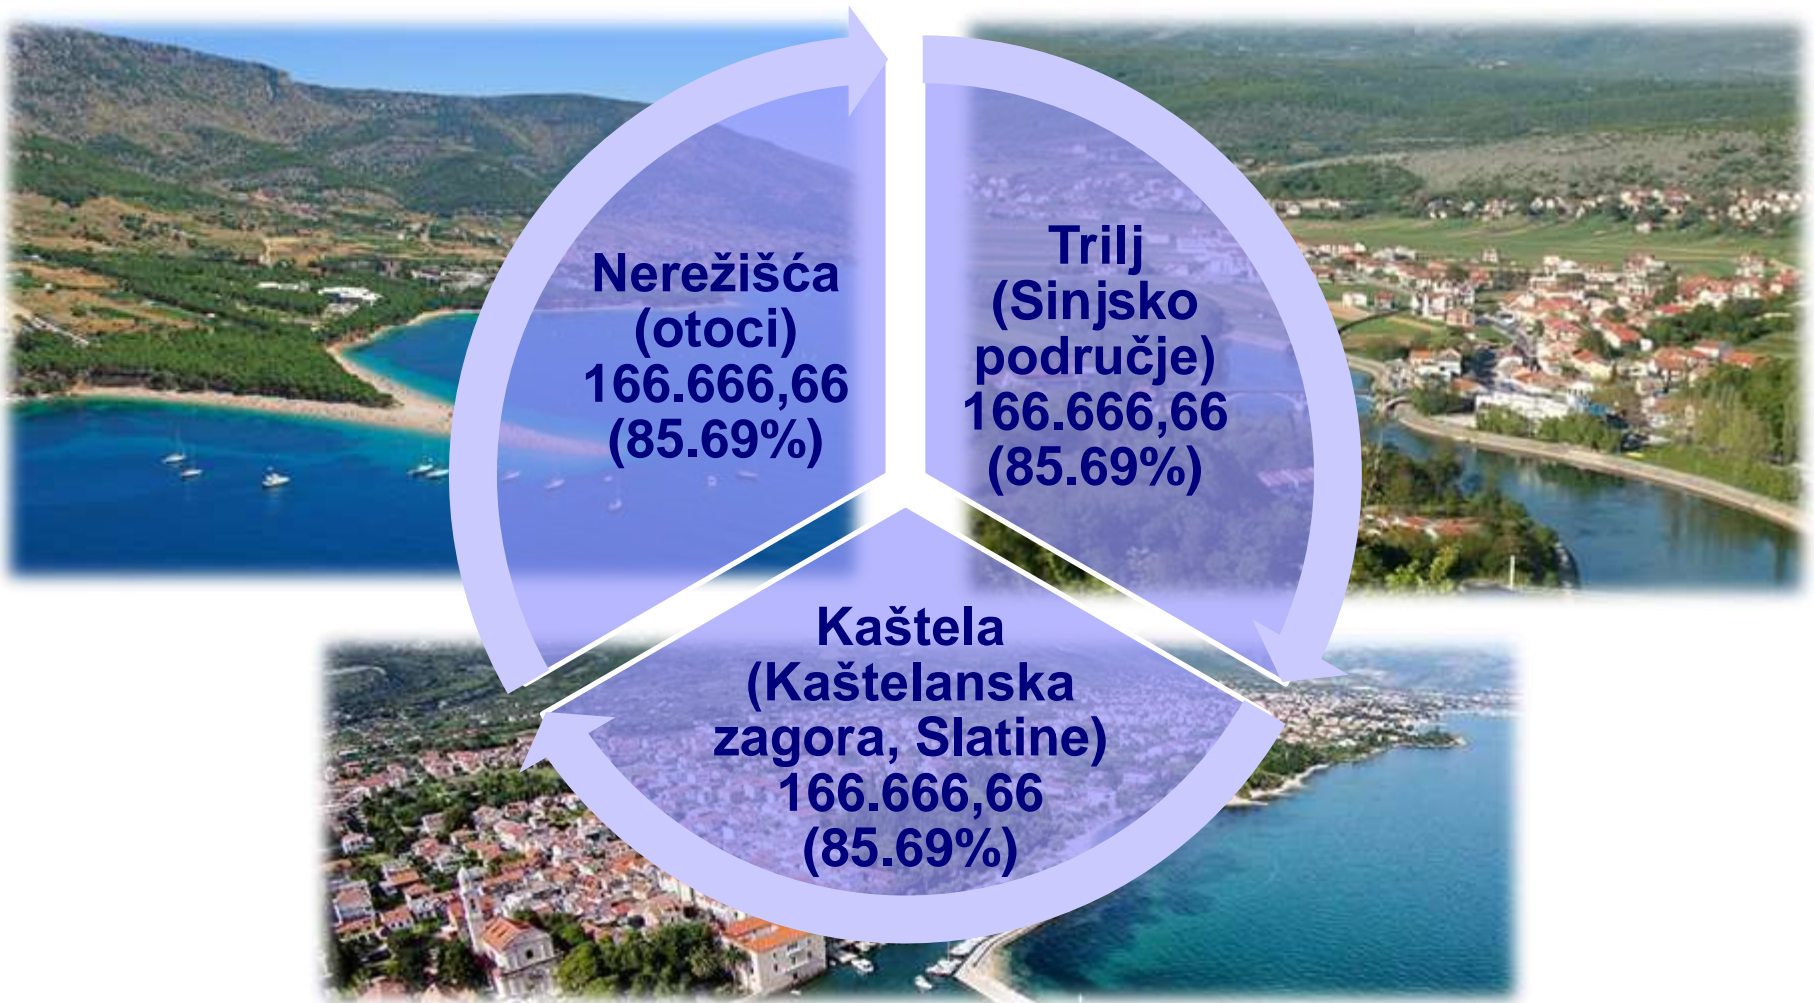 Nerežišća
(otoci)
166.666,66
(85.69%)
Trilj
(Sinjsko
područje)
166.666,66
(85.69%)
Kaštela
(Kaštelanska
zagora, Slatine)
166.666,66
(85.69%)